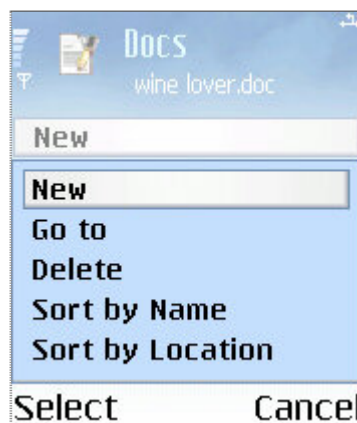 Docs
wine lover.doc
New
New
Go to
Delete
Sort by Name
Sort by Location
Select Cancel